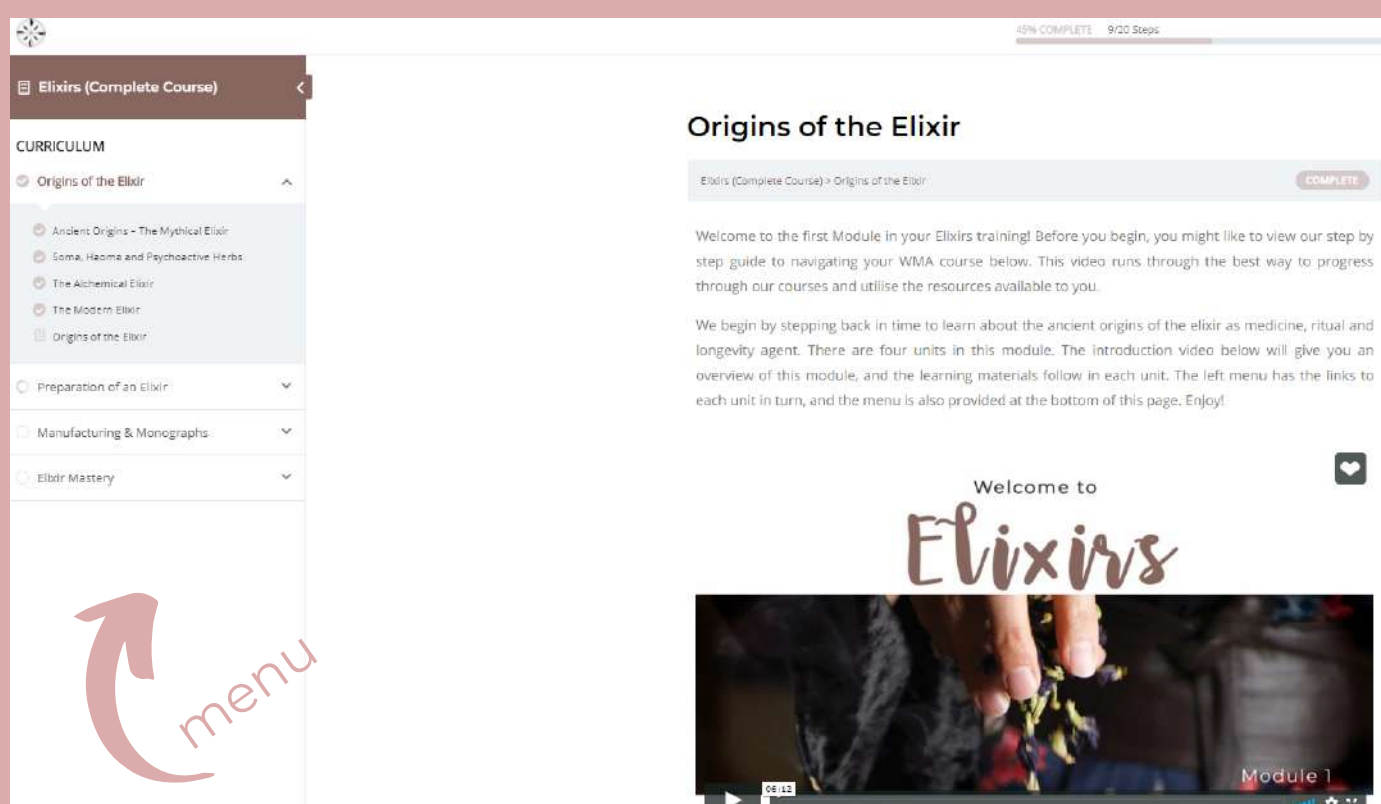 45% COMPLETE 9/20 Steps
Elixirs (Complete Course)
CURRICULUM
Origins of the Elixir
Ancient Origins – The Mythical Elixir
Soma, Haoma and Psychoactive Herbs
The Alchemical Elixir
The Modern Elixir
Origins of the Elixir
Preparation of an Elixir
Manufacturing & Monographs
Elixir Mastery
menu
Origins of the Elixir
Elixirs (Complete Course) > Origins of the Elixir
COMPLETE
Welcome to the first Module in your Elixirs training! Before you begin, you might like to view our step by
step guide to navigating your WMA course below. This video runs through the best way to progress
through our courses and utilise the resources available to you.
We begin by stepping back in time to learn about the ancient origins of the elixir as medicine, ritual and
longevity agent. There are four units in this module. The introduction video below will give you an
overview of this module, and the learning materials follow in each unit. The left menu has the links to
each unit in turn, and the menu is also provided at the bottom of this page. Enjoy!
Welcome to
Elixirs
Module 1
06:12